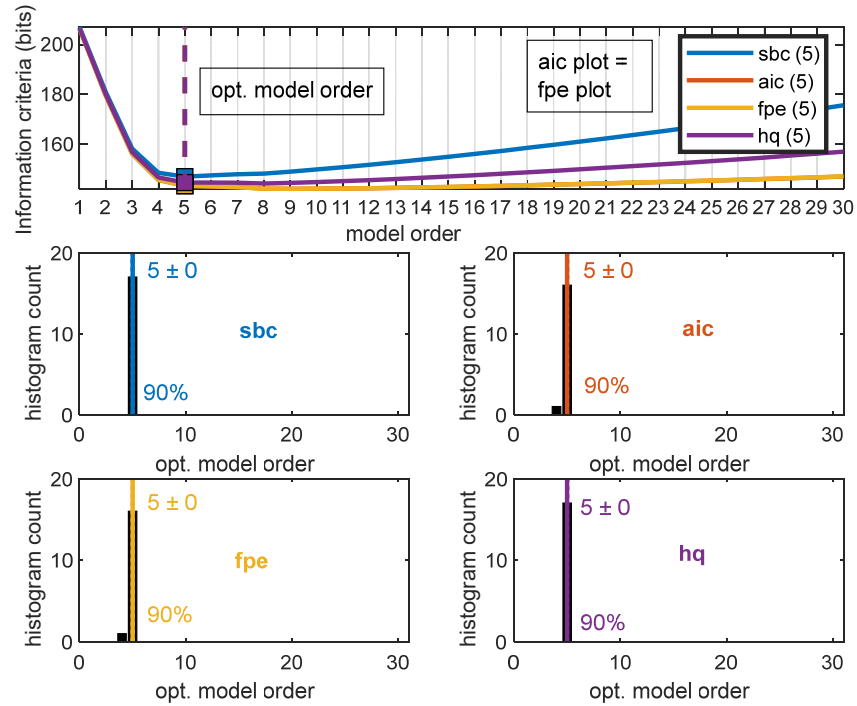 Information criteria (bits)
200
180
160
opt. model order
aic plot =
fpe plot
sbc (5)
aic (5)
fpe (5)
hq (5)
1 2 3 4 5 6 7 8 9 10 11 12 13 14 15 16 17 18 19 20 21 22 23 24 25 26 27 28 29 30
model order
histogram count
20
10
0
5 ± 0
sbc
90%
0 10 20 30
opt. model order
histogram count
20
10
0
5 ± 0
aic
90%
0 10 20 30
opt. model order
histogram count
20
10
0
5 ± 0
fpe
90%
0 10 20 30
opt. model order
histogram count
20
10
0
5 ± 0
hq
90%
0 10 20 30
opt. model order